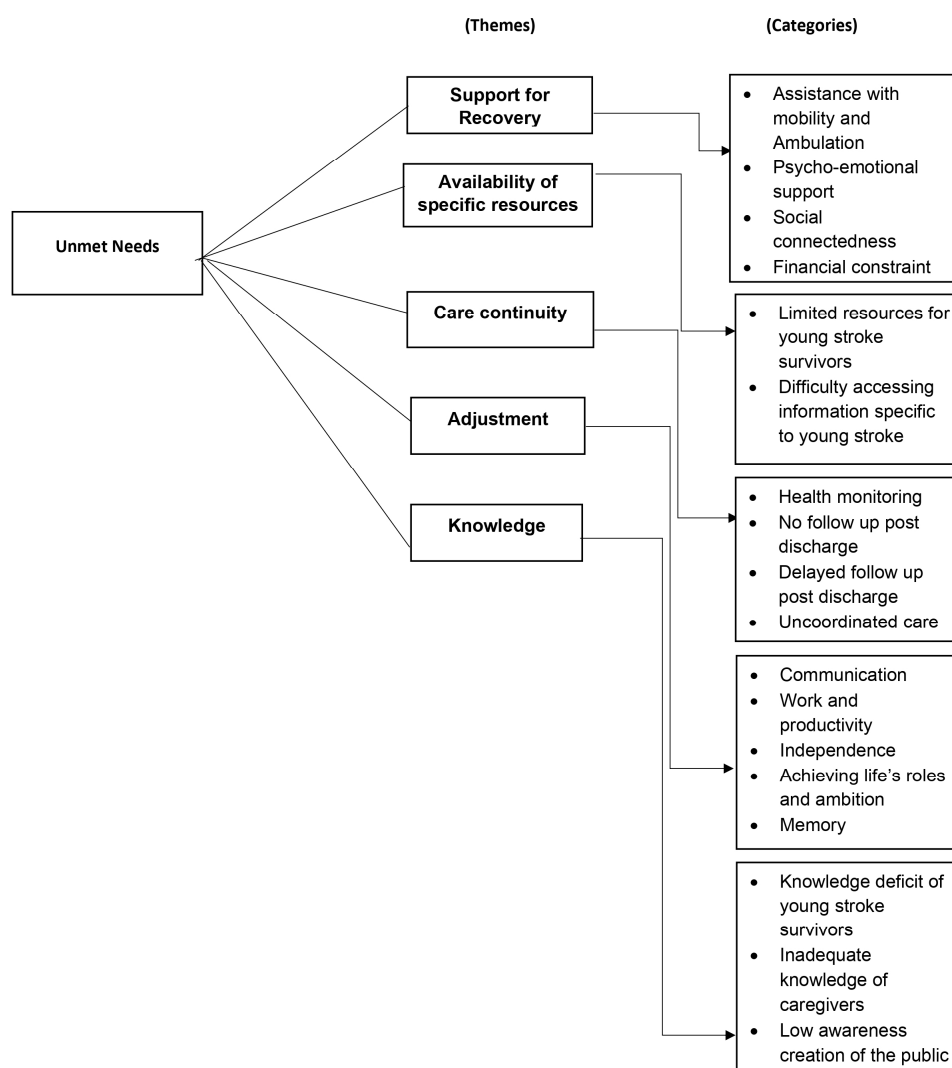 (Themes)
(Categories)
Unmet Needs
Support for
Recovery
Availability of
specific resources
Care continuity
Adjustment
Knowledge
• Assistance with
mobility and
Ambulation
• Psycho-emotional
support
• Social
connectedness
• Financial constraint
• Limited resources for
young stroke
survivors
• Difficulty accessing
information specific
to young stroke
• Health monitoring
• No follow up post
discharge
• Delayed follow up
post discharge
• Uncoordinated care
• Communication
• Work and
productivity
• Independence
• Achieving life’s roles
and ambition
• Memory
• Knowledge deficit of
young stroke
survivors
• Inadequate
knowledge of
caregivers
• Low awareness
creation of the public